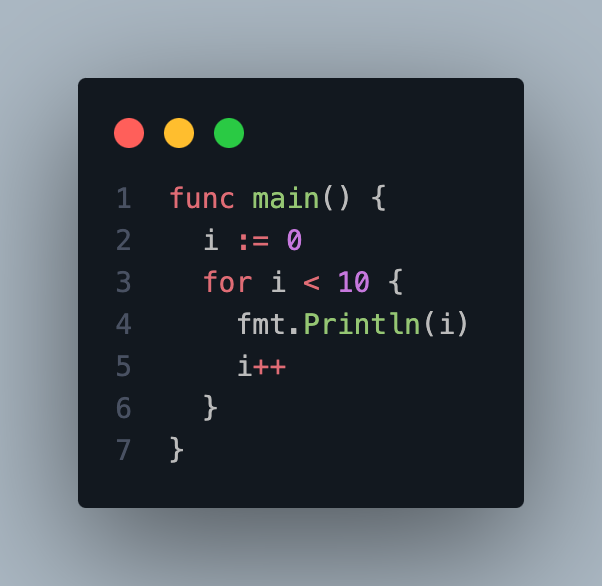 1 func main() {
2   i := 0
3   for i < 10 {
4     fmt.Println(i)
5     i++
6   }
7 }